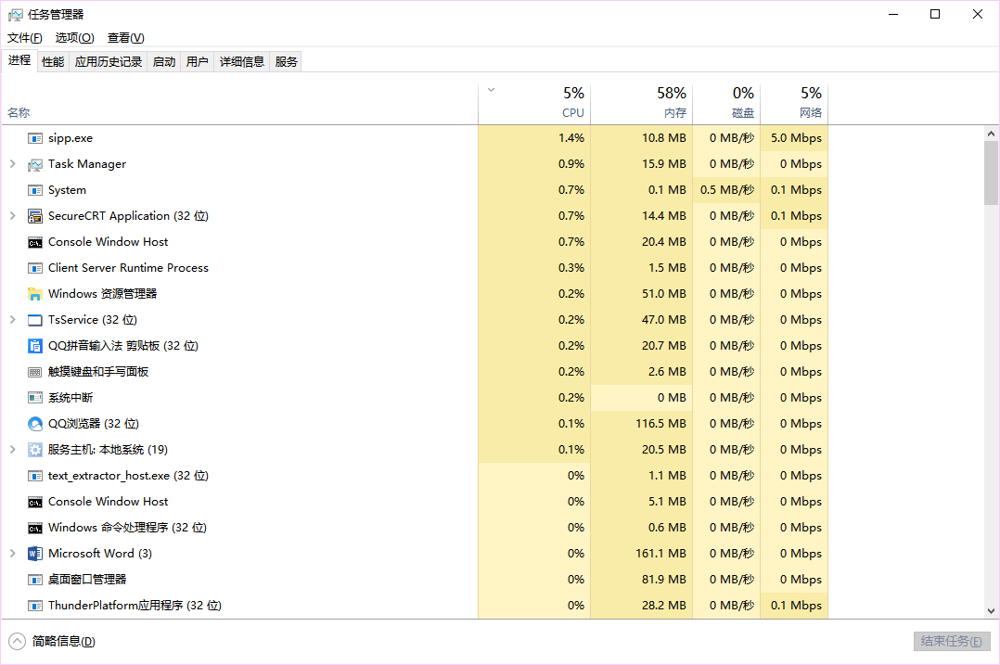 任务管理器
文件(F) 选项(O) 查看(V)
进程 性能 应用历史记录 启动 用户 详细信息 服务
5% 58% 0% 5%
名称 CPU 内存 磁盘 网络
sipp.exe 1.4% 10.8 MB 0 MB/秒 5.0 Mbps
Task Manager 0.9% 15.9 MB 0 MB/秒 0 Mbps
System 0.7% 0.1 MB 0.5 MB/秒 0.1 Mbps
SecureCRT Application (32 位) 0.7% 14.4 MB 0 MB/秒 0.1 Mbps
Console Window Host 0.7% 20.4 MB 0 MB/秒 0 Mbps
Client Server Runtime Process 0.3% 1.5 MB 0 MB/秒 0 Mbps
Windows 资源管理器 0.2% 51.0 MB 0 MB/秒 0 Mbps
TsService (32 位) 0.2% 47.0 MB 0 MB/秒 0 Mbps
QQ拼音输入法 剪贴板 (32 位) 0.2% 20.7 MB 0 MB/秒 0 Mbps
触摸键盘和手写面板 0.2% 2.6 MB 0 MB/秒 0 Mbps
系统中断 0.2% 0 MB 0 MB/秒 0 Mbps
QQ浏览器 (32 位) 0.1% 116.5 MB 0 MB/秒 0 Mbps
服务主机: 本地系统 (19) 0.1% 20.5 MB 0 MB/秒 0 Mbps
text_extractor_host.exe (32 位) 0% 1.1 MB 0 MB/秒 0 Mbps
Console Window Host 0% 5.1 MB 0 MB/秒 0 Mbps
Windows 命令处理程序 (32 位) 0% 0.6 MB 0 MB/秒 0 Mbps
Microsoft Word (3) 0% 161.1 MB 0 MB/秒 0 Mbps
桌面窗口管理器 0% 81.9 MB 0 MB/秒 0 Mbps
ThunderPlatform应用程序 (32 位) 0% 28.2 MB 0 MB/秒 0.1 Mbps
简略信息(D) 结束任务(E)